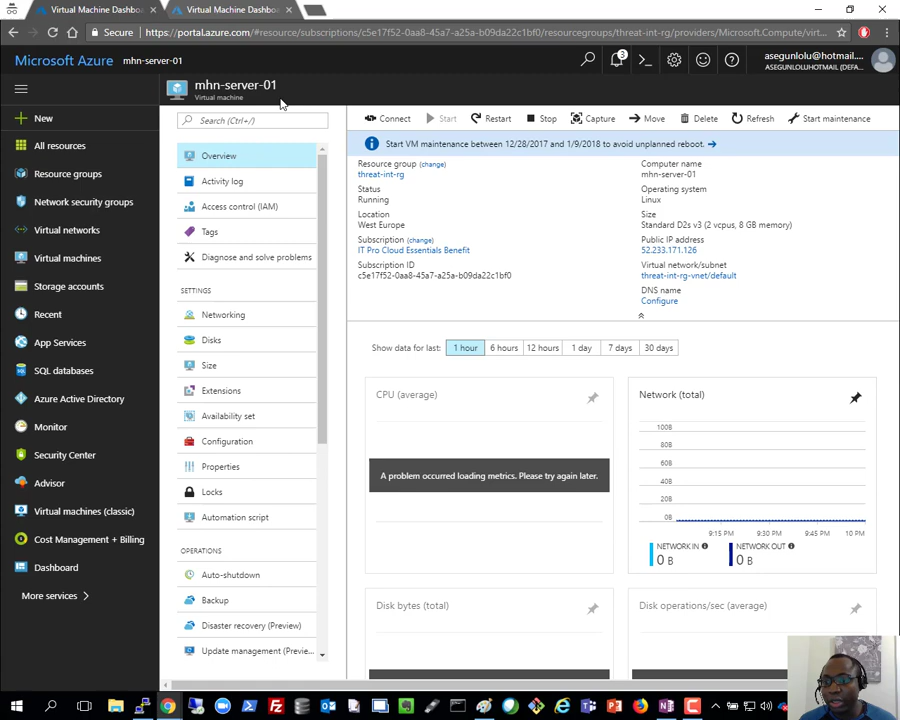 Virtual Machine Dashboa
Virtual Machine Dashboa
Secure
https://portal.azure.com/#resource/subscriptions/c5e17f52-0aa8-45a7-a25c-b0d9da22c1bf0/resourcegroups/threat-int-rg/providers/Microsoft.Compute/virt...
Microsoft Azure mhn-server-01
3
asegunlolu@hotmail....
ASEGUNLOLUHOTMAIL (DEFA...
mhn-server-01
Virtual machine
New
All resources
Resource groups
Network security groups
Virtual networks
Virtual machines
Storage accounts
Recent
App Services
SQL databases
Azure Active Directory
Monitor
Security Center
Advisor
Virtual machines (classic)
Cost Management + Billing
Dashboard
More services
Search (Ctrl+/)
Overview
Activity log
Access control (IAM)
Tags
Diagnose and solve problems
SETTINGS
Networking
Disks
Size
Extensions
Availability set
Configuration
Properties
Locks
Automation script
OPERATIONS
Auto-shutdown
Backup
Disaster recovery (Preview)
Update management (Previe...
Connect Start Restart Stop Capture Move Delete Refresh Start maintenance
Start VM maintenance between 12/28/2017 and 1/9/2018 to avoid unplanned reboot.
Resource group (change)
threat-int-rg
Status
Running
Location
West Europe
Subscription (change)
IT Pro Cloud Essentials Benefit
Subscription ID
c5e17f52-0aa8-45a7-a25c-b0d09da22c1bf0
Computer name
mhn-server-01
Operating system
Linux
Size
Standard D2s v3 (2 vcpus, 8 GB memory)
Public IP address
52.233.171.126
Virtual network/subnet
threat-int-rg-vnet/default
DNS name
Configure
Show data for last: 1 hour 6 hours 12 hours 1 day 7 days 30 days
CPU (average)
A problem occurred loading metrics. Please try again later.
Network (total)
100B
80B
60B
40B
20B
0B
9:15 PM 9:30 PM 9:45 PM 10 PM
NETWORK IN
0 B
NETWORK OUT
0 B
Disk bytes (total)
Disk operations/sec (average)